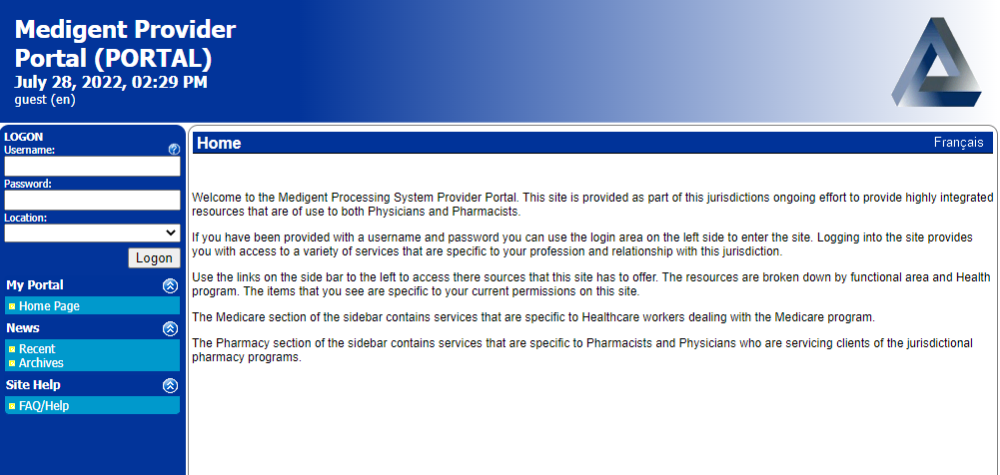 Medigent Provider
Portal (PORTAL)
July 28, 2022, 02:29 PM
guest (en)
LOGON
Username:
?
Password:
Location:
Logon
My Portal
Home Page
News
Recent
Archives
Site Help
FAQ/Help
Home
Français
Welcome to the Medigent Processing System Provider Portal. This site is provided as part of this jurisdictions ongoing effort to provide highly integrated
resources that are of use to both Physicians and Pharmacists.
If you have been provided with a username and password you can use the login area on the left side to enter the site. Logging into the site provides
you with access to a variety of services that are specific to your profession and relationship with this jurisdiction.
Use the links on the side bar to the left to access there sources that this site has to offer. The resources are broken down by functional area and Health
program. The items that you see are specific to your current permissions on this site.
The Medicare section of the sidebar contains services that are specific to Healthcare workers dealing with the Medicare program.
The Pharmacy section of the sidebar contains services that are specific to Pharmacists and Physicians who are servicing clients of the jurisdictional
pharmacy programs.